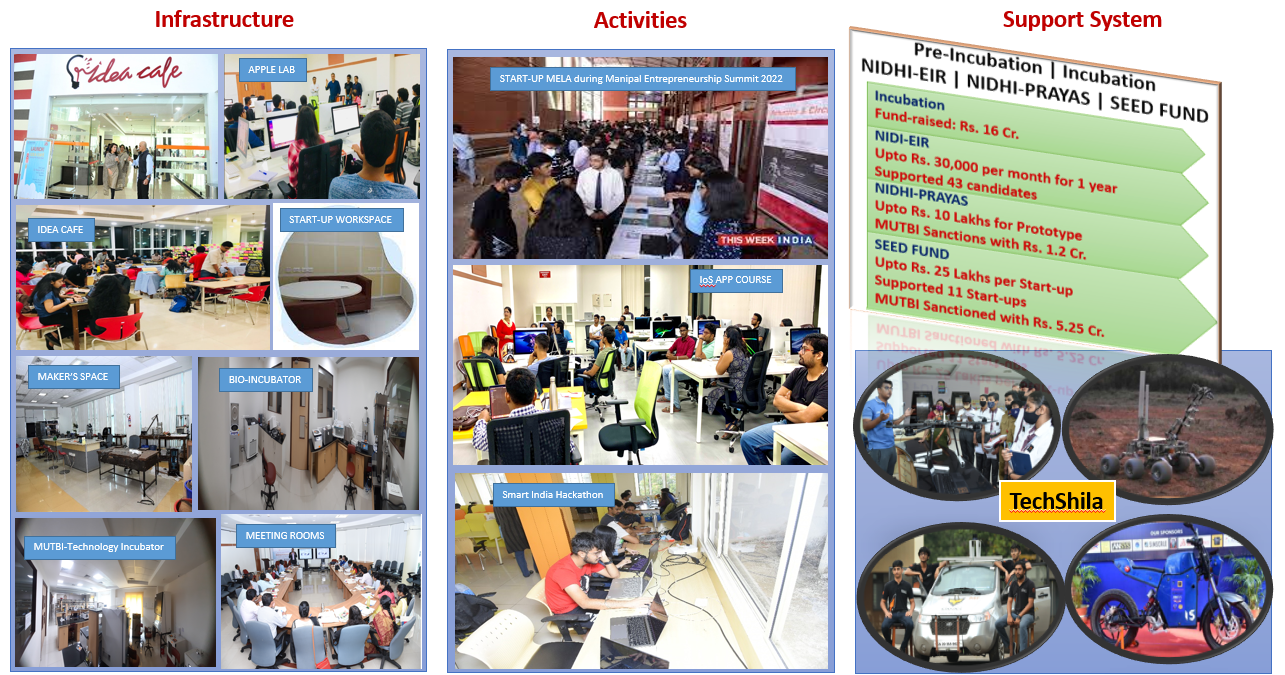 Infrastructure
Activities
Support System
idea cafe
APPLE LAB
IDEA CAFE
START-UP WORKSPACE
MAKER'S SPACE
BIO-INCUBATOR
MUTBI-Technology Incubator
MEETING ROOMS
START-UP MELA during Manipal Entrepreneurship Summit 2022
THIS WEEK INDIA
IoS APP COURSE
Smart India Hackathon
Pre-Incubation | Incubation
NIDHI-EIR | NIDHI-PRAYAS | SEED FUND
Incubation
Fund-raised: Rs. 16 Cr.
NIDI-EIR
Upto Rs. 30,000 per month for 1 year
Supported 43 candidates
NIDHI-PRAYAS
Upto Rs. 10 Lakhs for Prototype
MUTBI Sanctions with Rs. 1.2 Cr.
SEED FUND
Upto Rs. 25 Lakhs per Start-up
Supported 11 Start-ups
MUTBI Sanctioned with Rs. 5.25 Cr.
TechShila
OUR SPONSORS